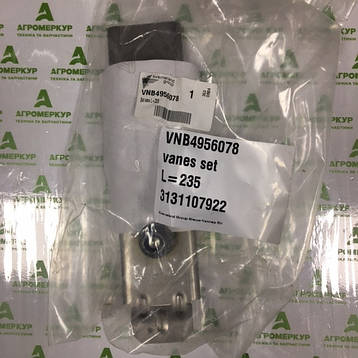 АГРОМЕРКУР
ТЕХНІКА ТА ЗАПЧАСТИНИ
VNB4956078
1
VNB4956078
vanes set
L=235
3131107922